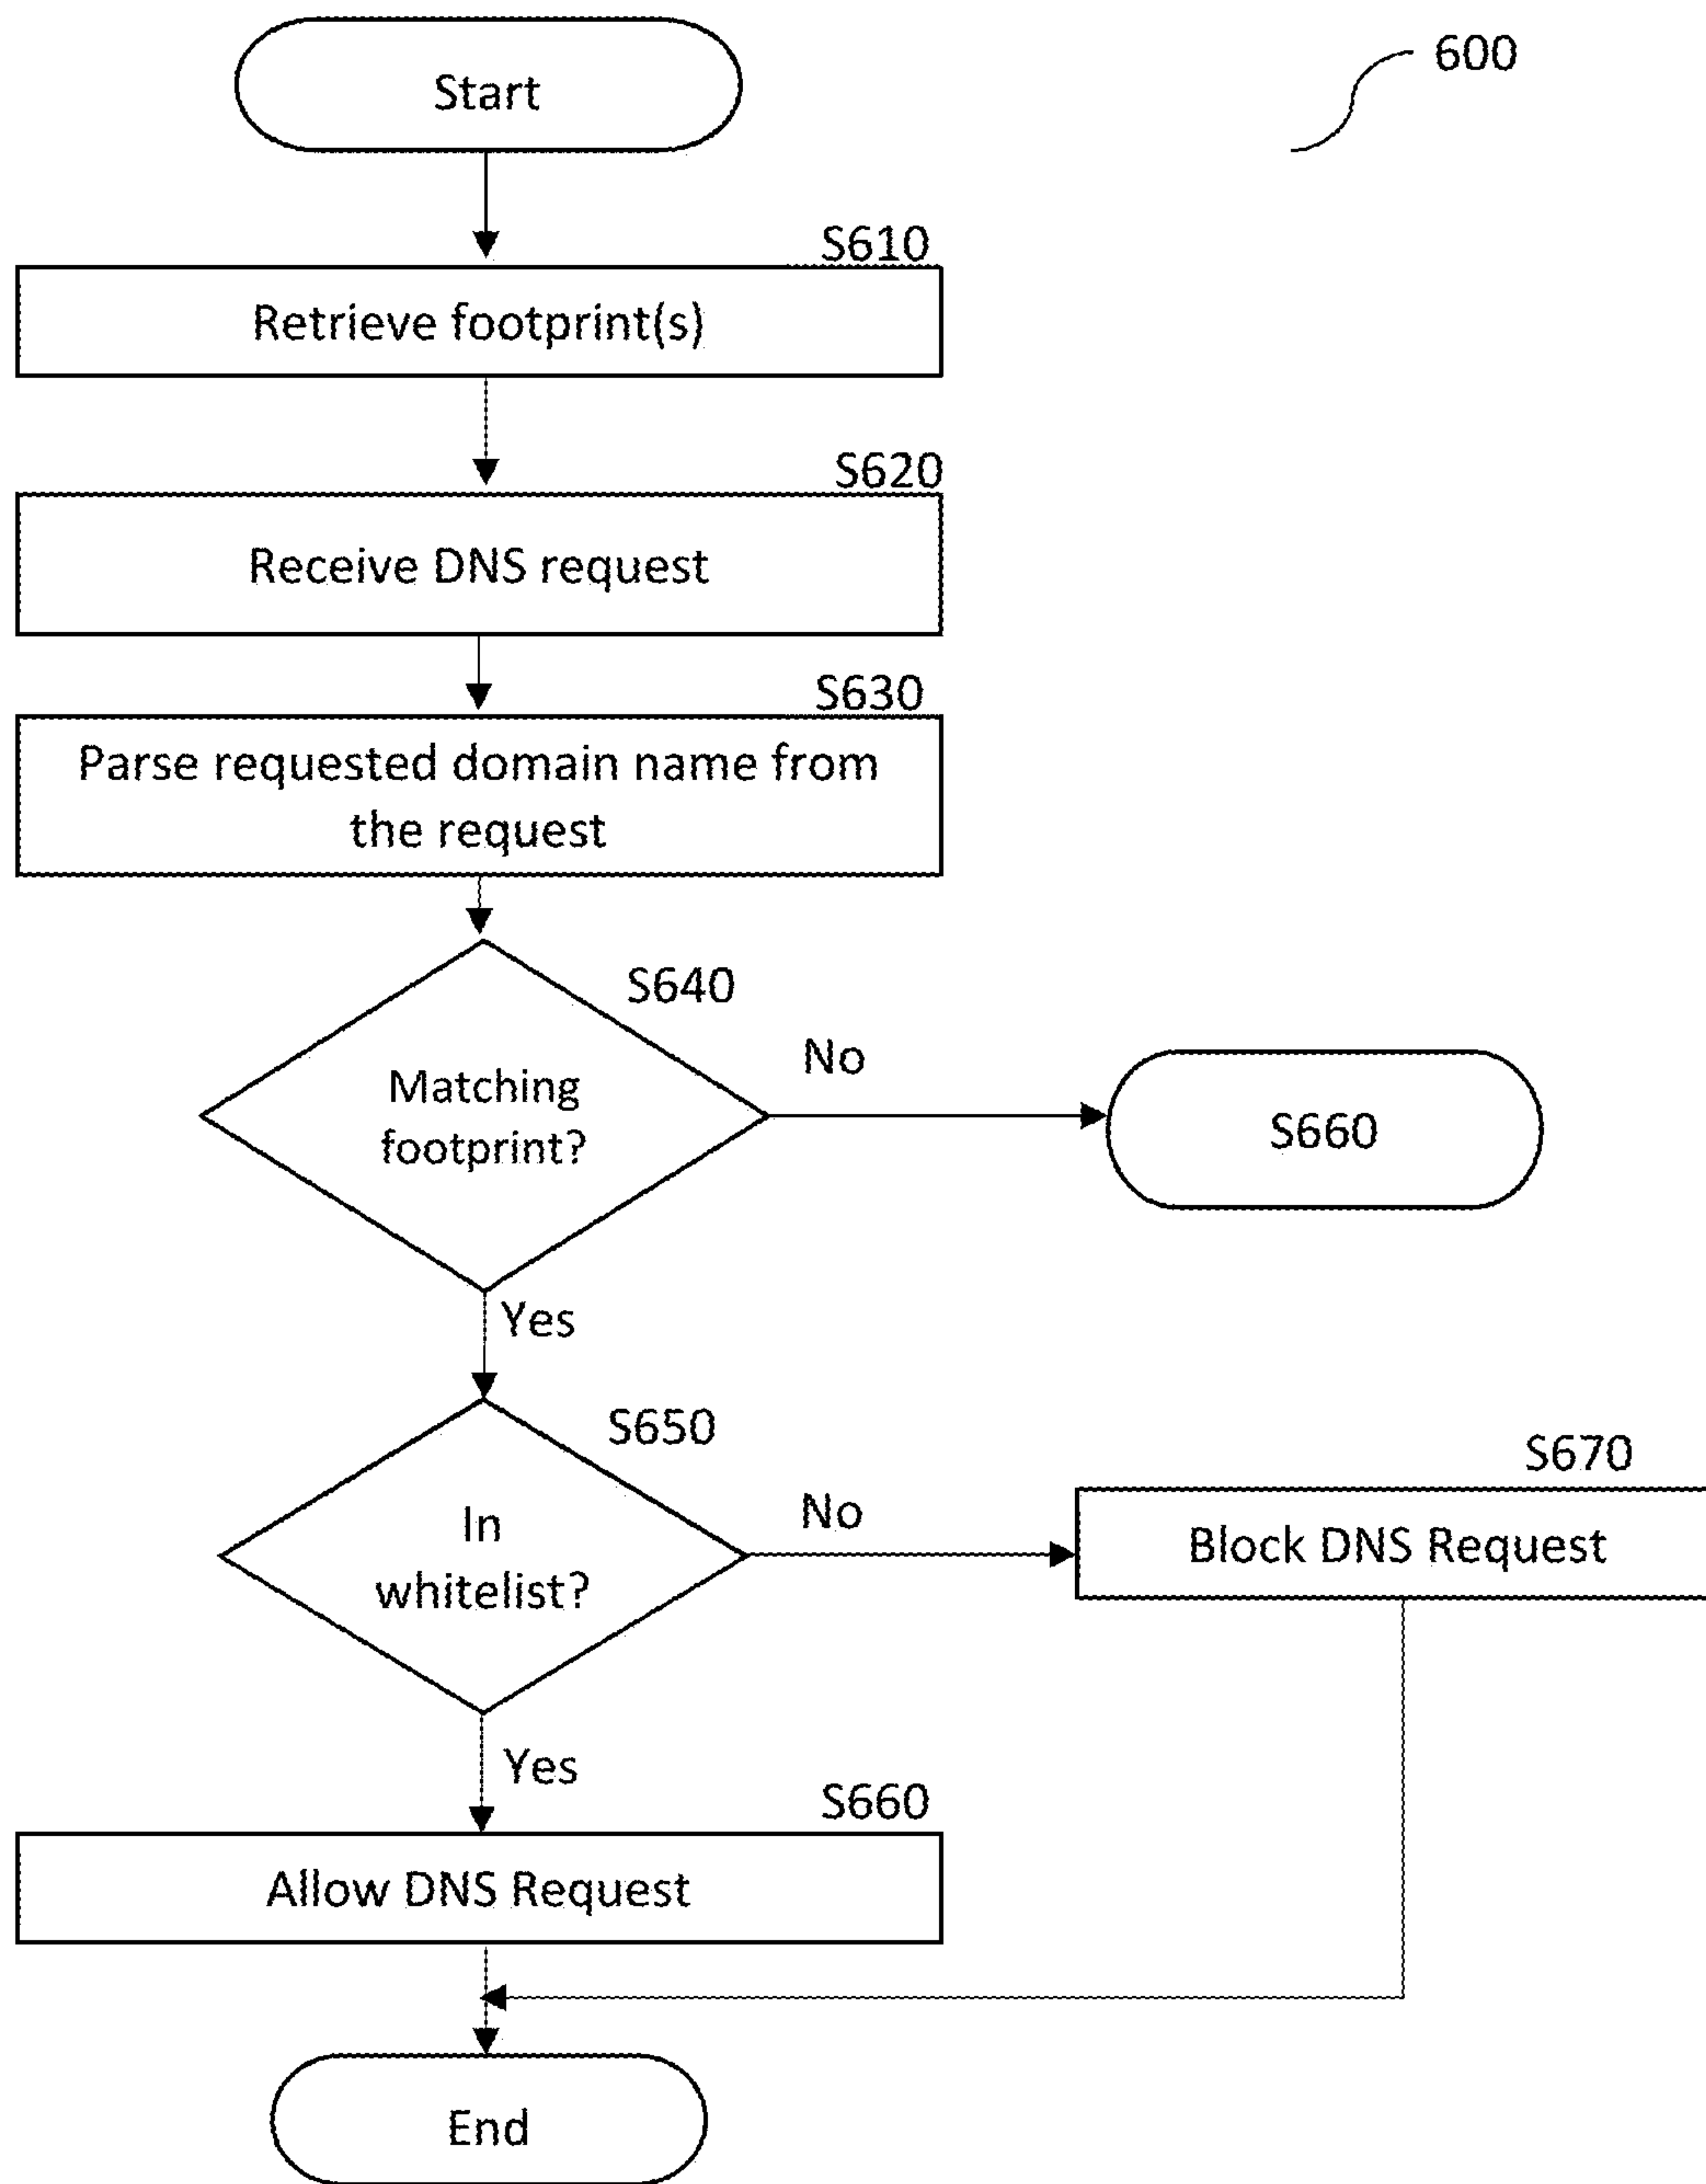 Start
600
S610
Retrieve footprint(s)
S620
Receive DNS request
S630
Parse requested domain name from
the request
S640
Matching
footprint?
No
S660
Yes
S650
In
whitelist?
No
S670
Block DNS Request
Yes
S660
Allow DNS Request
End